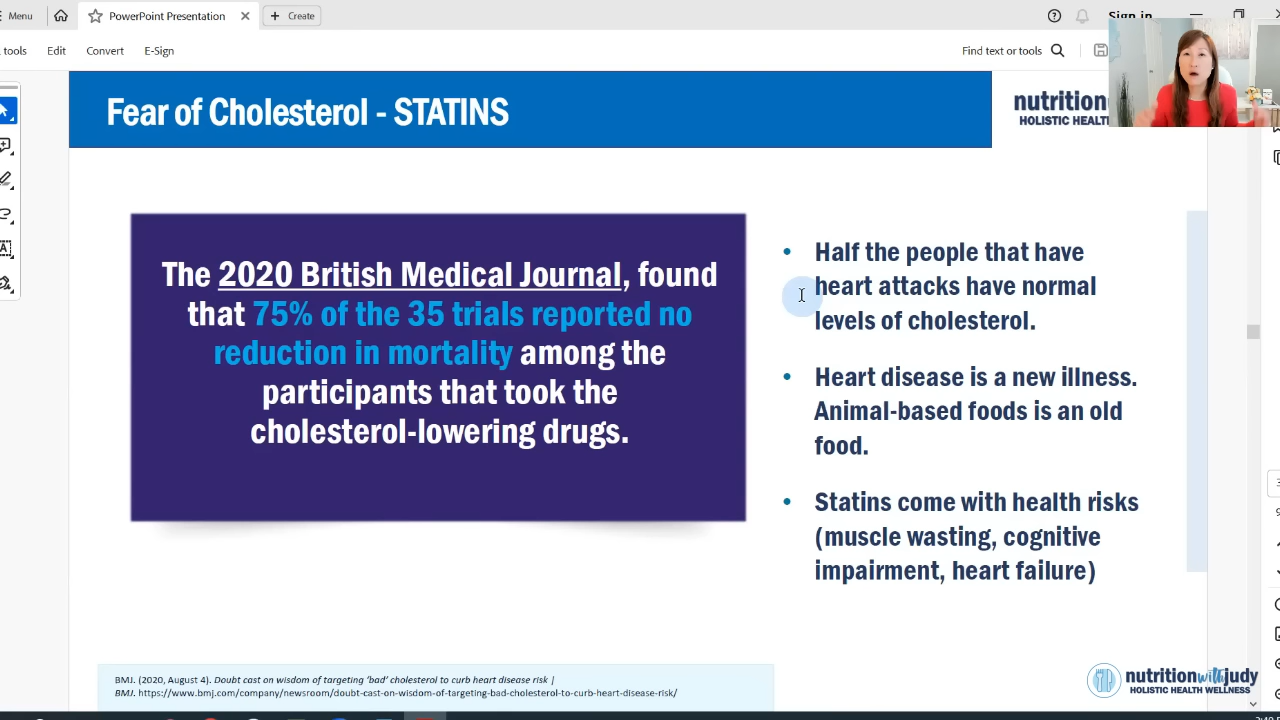 Menu
PowerPoint Presentation
Create
Sign in
tools
Edit
Convert
E-Sign
Find text or tools
Fear of Cholesterol - STATINS
nutrition
HOLISTIC HEALTH
The 2020 British Medical Journal, found
that 75% of the 35 trials reported no
reduction in mortality among the
participants that took the
cholesterol-lowering drugs.
• Half the people that have
heart attacks have normal
levels of cholesterol.
• Heart disease is a new illness.
Animal-based foods is an old
food.
• Statins come with health risks
(muscle wasting, cognitive
impairment, heart failure)
BMJ. (2020, August 4). Doubt cast on wisdom of targeting 'bad' cholesterol to curb heart disease risk |
BMJ. https://www.bmj.com/company/newsroom/doubt-cast-on-wisdom-of-targeting-bad-cholesterol-to-curb-heart-disease-risk/
nutritionwithjudy
HOLISTIC HEALTH WELLNESS